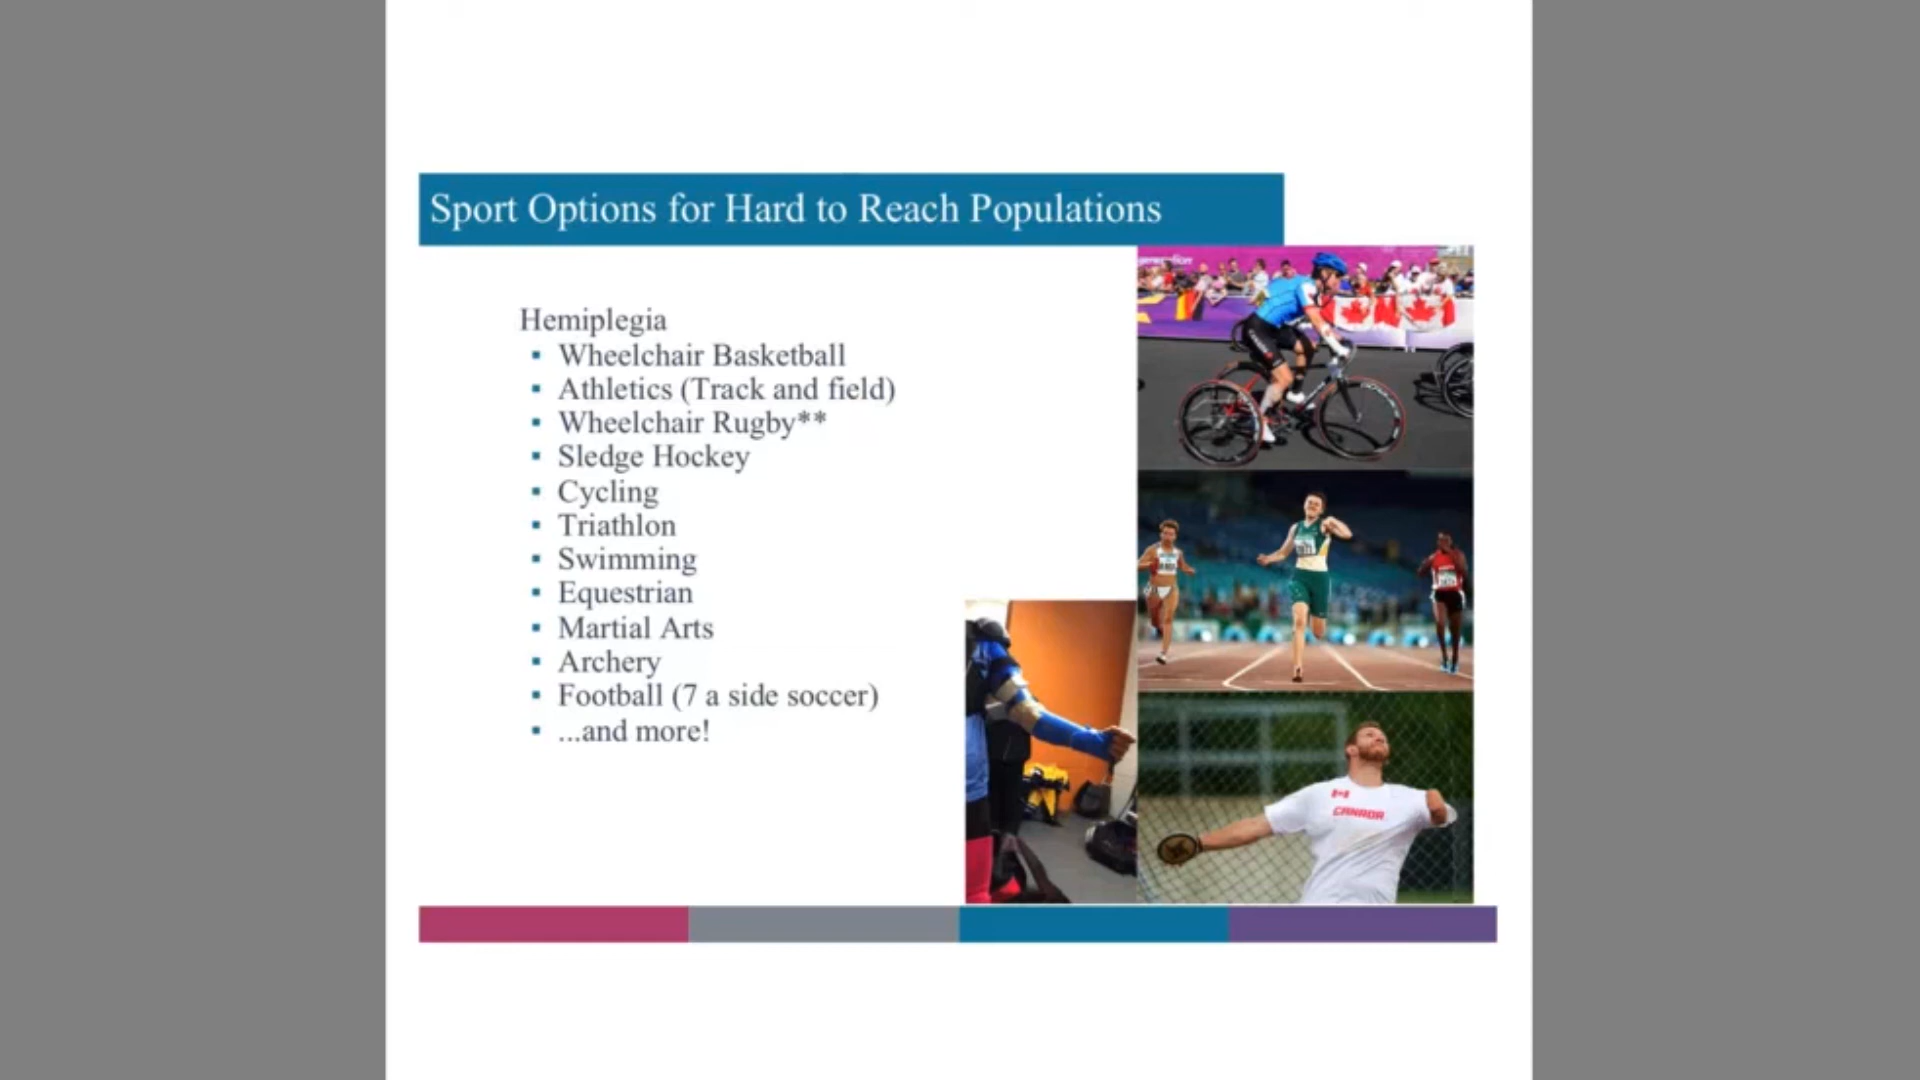 Sport Options for Hard to Reach Populations
Hemiplegia
▪ Wheelchair Basketball
▪ Athletics (Track and field)
▪ Wheelchair Rugby**
▪ Sledge Hockey
▪ Cycling
▪ Triathlon
▪ Swimming
▪ Equestrian
▪ Martial Arts
▪ Archery
▪ Football (7 a side soccer)
▪ ...and more!
CANADA